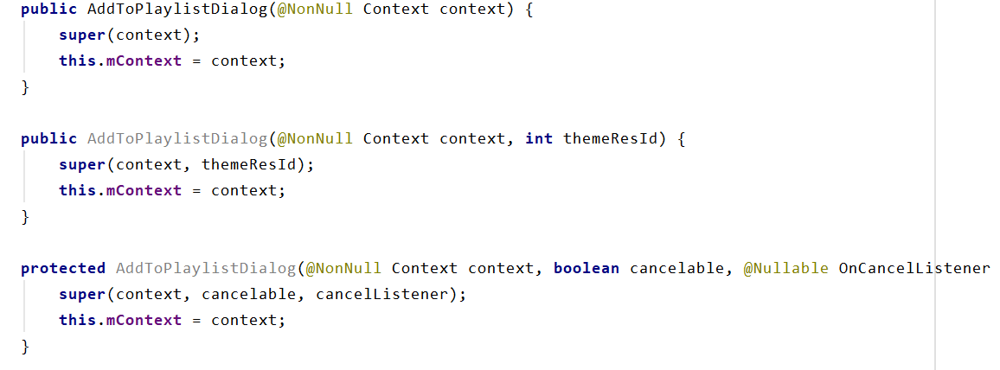 public AddToPlaylistDialog(@NonNull Context context) {
super(context);
this.mContext = context;
}
public AddToPlaylistDialog(@NonNull Context context, int themeResId) {
super(context, themeResId);
this.mContext = context;
}
protected AddToPlaylistDialog(@NonNull Context context, boolean cancelable, @Nullable OnCancelListener
super(context, cancelable, cancelListener);
this.mContext = context;
}